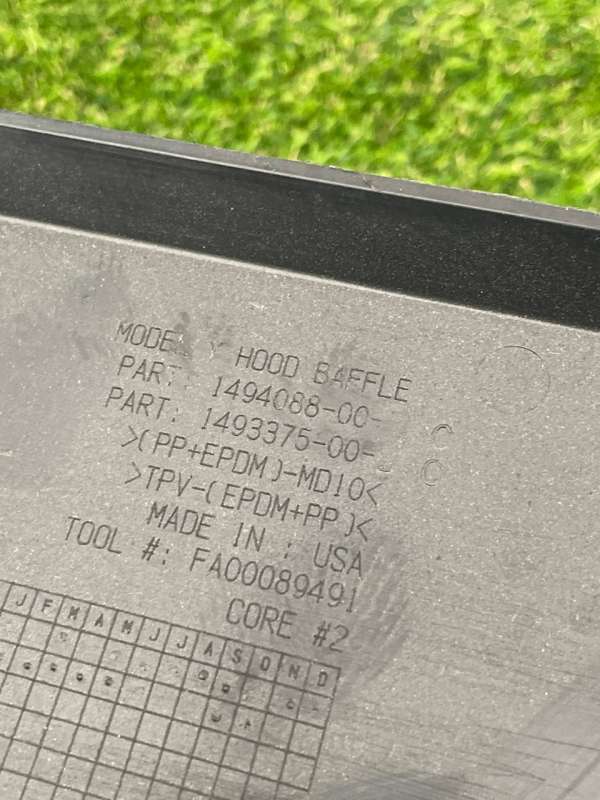 MODEL Y HOOD BAFFLE
PART: 1494088-00- C
PART: 1493375-00- C
>(PP+EPDM)-MD10<
>TPV-(EPDM+PP)<
MADE IN : USA
TOOL #: FA00089491
CORE #2
J F M A M J J A S O N D